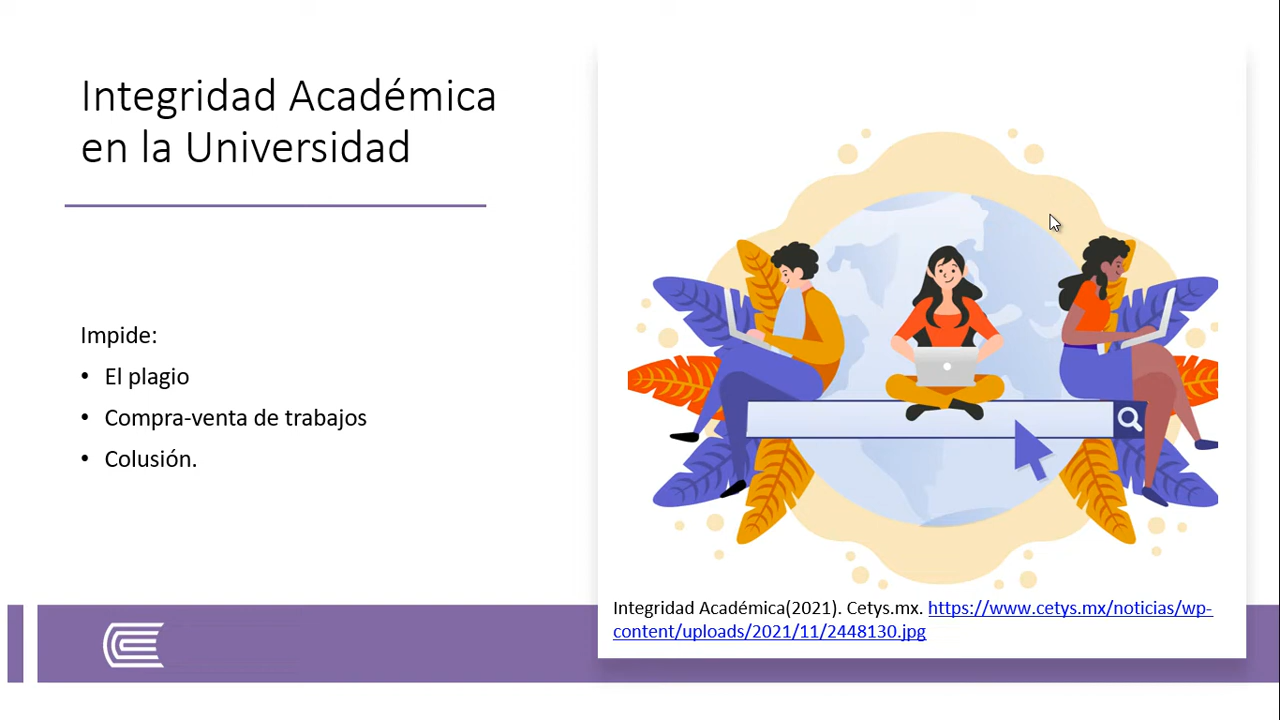 Integridad Académica
en la Universidad
Impide:
• El plagio
• Compra-venta de trabajos
• Colusión.
Integridad Académica(2021). Cetys.mx. https://www.cetys.mx/noticias/wp-
content/uploads/2021/11/2448130.jpg